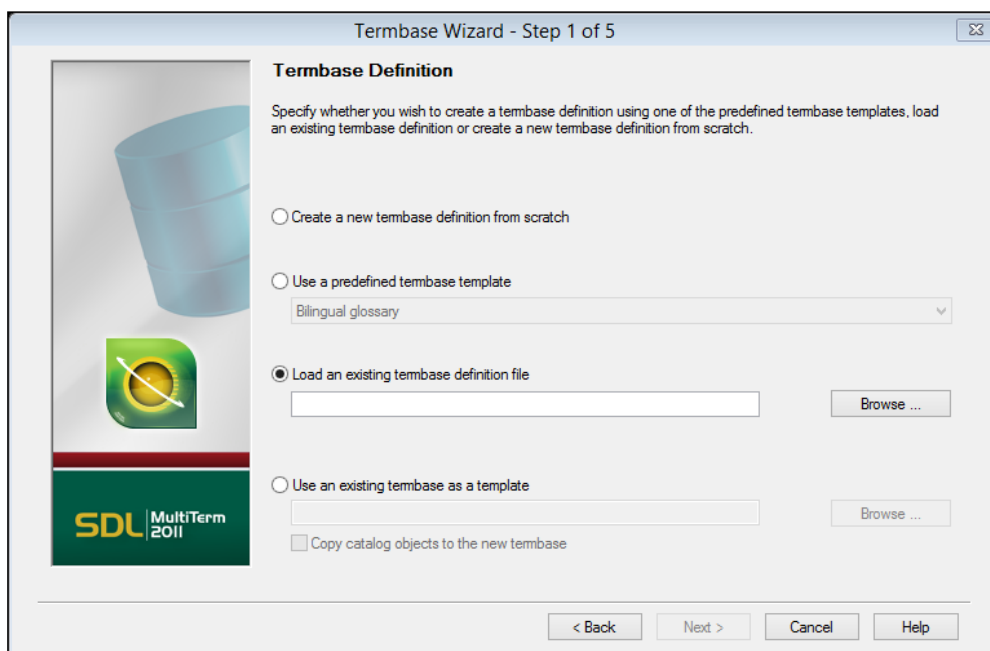 Termbase Wizard - Step 1 of 5
Termbase Definition
Specify whether you wish to create a termbase definition using one of the predefined termbase templates, load
an existing termbase definition or create a new termbase definition from scratch.
Create a new termbase definition from scratch
Use a predefined termbase template
Bilingual glossary
Load an existing termbase definition file
Browse ...
Use an existing termbase as a template
Browse ...
Copy catalog objects to the new termbase
SDL MultiTerm
2011
< Back Next > Cancel Help